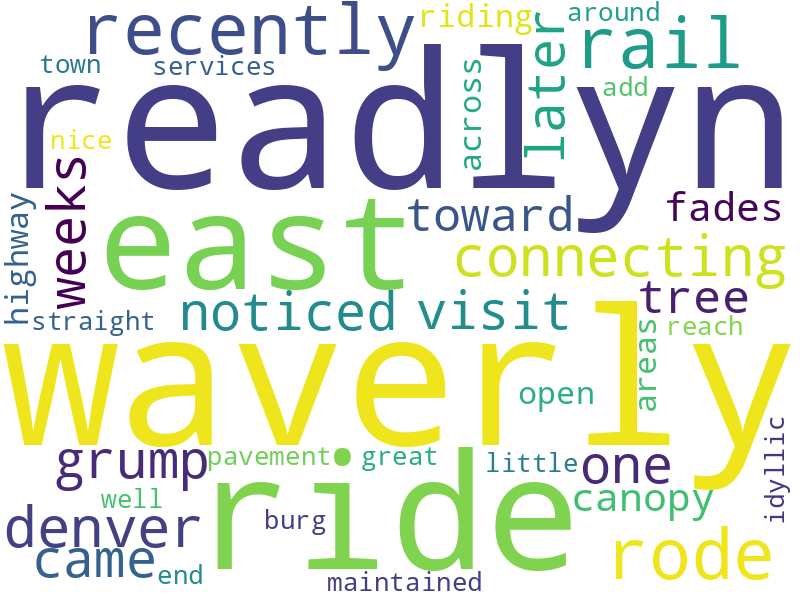 recently riding around
rail
town services across later add
readlyn
nice
weeks
east toward fades
highway connecting
straight noticed visit tree
areas reach
waverly
open
grump pavement great little one
idyllic
well ride canopy
denver burg
came end rode
maintained